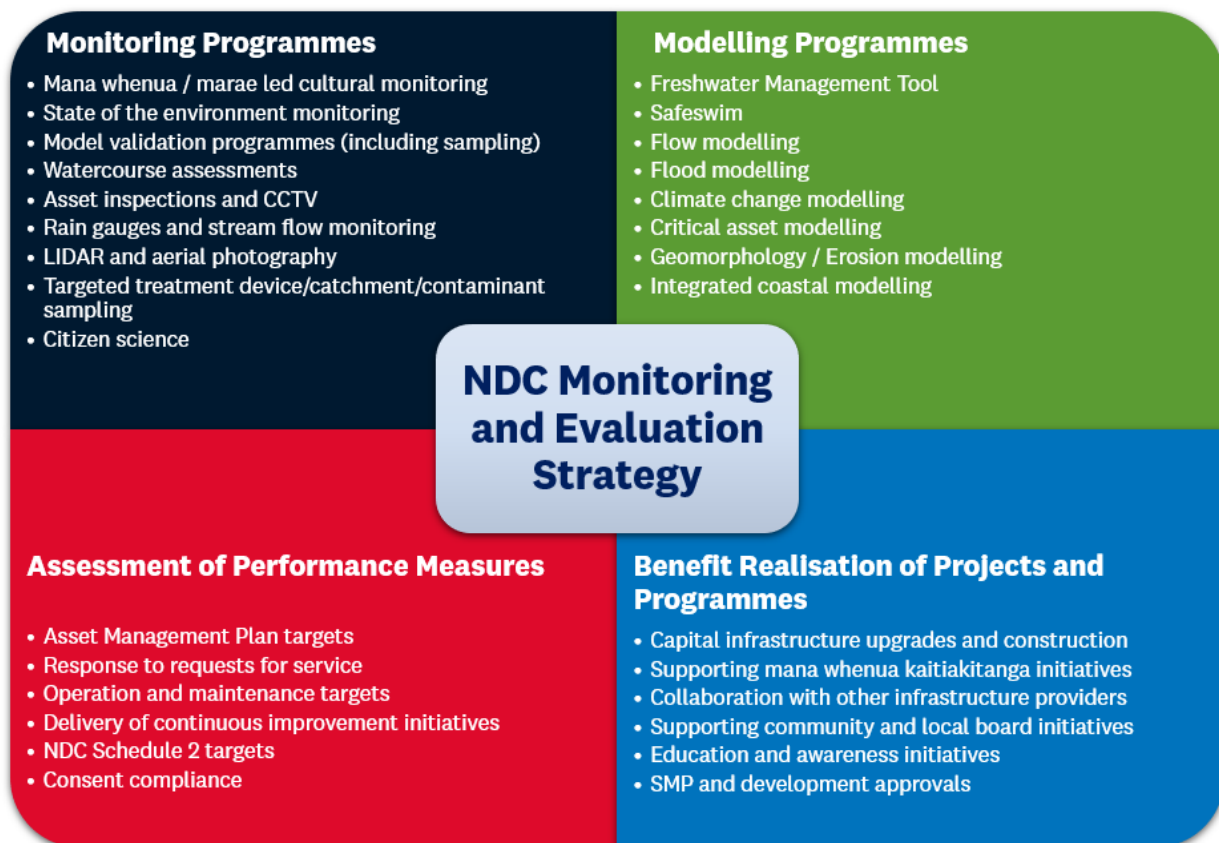 Monitoring Programmes
• Mana whenua / marae led cultural monitoring
• State of the environment monitoring
• Model validation programmes (including sampling)
• Watercourse assessments
• Asset inspections and CCTV
• Rain gauges and stream flow monitoring
• LIDAR and aerial photography
• Targeted treatment device/catchment/contaminant
sampling
• Citizen science
Modelling Programmes
• Freshwater Management Tool
• Safeswim
• Flow modelling
• Flood modelling
• Climate change modelling
• Critical asset modelling
• Geomorphology / Erosion modelling
• Integrated coastal modelling
NDC Monitoring
and Evaluation
Strategy
Assessment of Performance Measures
• Asset Management Plan targets
• Response to requests for service
• Operation and maintenance targets
• Delivery of continuous improvement initiatives
• NDC Schedule 2 targets
• Consent compliance
Benefit Realisation of Projects and
Programmes
• Capital infrastructure upgrades and construction
• Supporting mana whenua kaitiakitanga initiatives
• Collaboration with other infrastructure providers
• Supporting community and local board initiatives
• Education and awareness initiatives
• SMP and development approvals